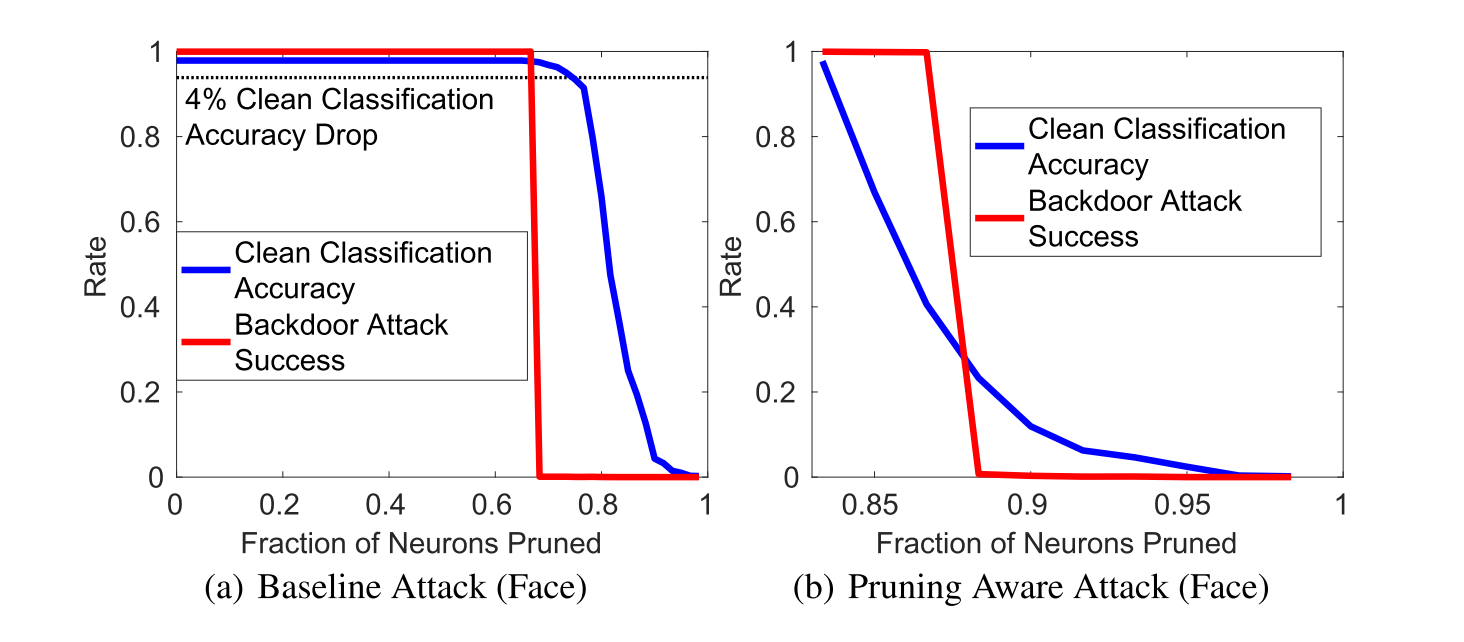 1
0.8
0.6
0.4
0.2
0
Rate
4% Clean Classification
Accuracy Drop
Clean Classification
Accuracy
Backdoor Attack
Success
0 0.2 0.4 0.6 0.8 1
Fraction of Neurons Pruned
(a) Baseline Attack (Face)
1
0.8
0.6
0.4
0.2
0
Rate
Clean Classification
Accuracy
Backdoor Attack
Success
0.85 0.9 0.95 1
Fraction of Neurons Pruned
(b) Pruning Aware Attack (Face)